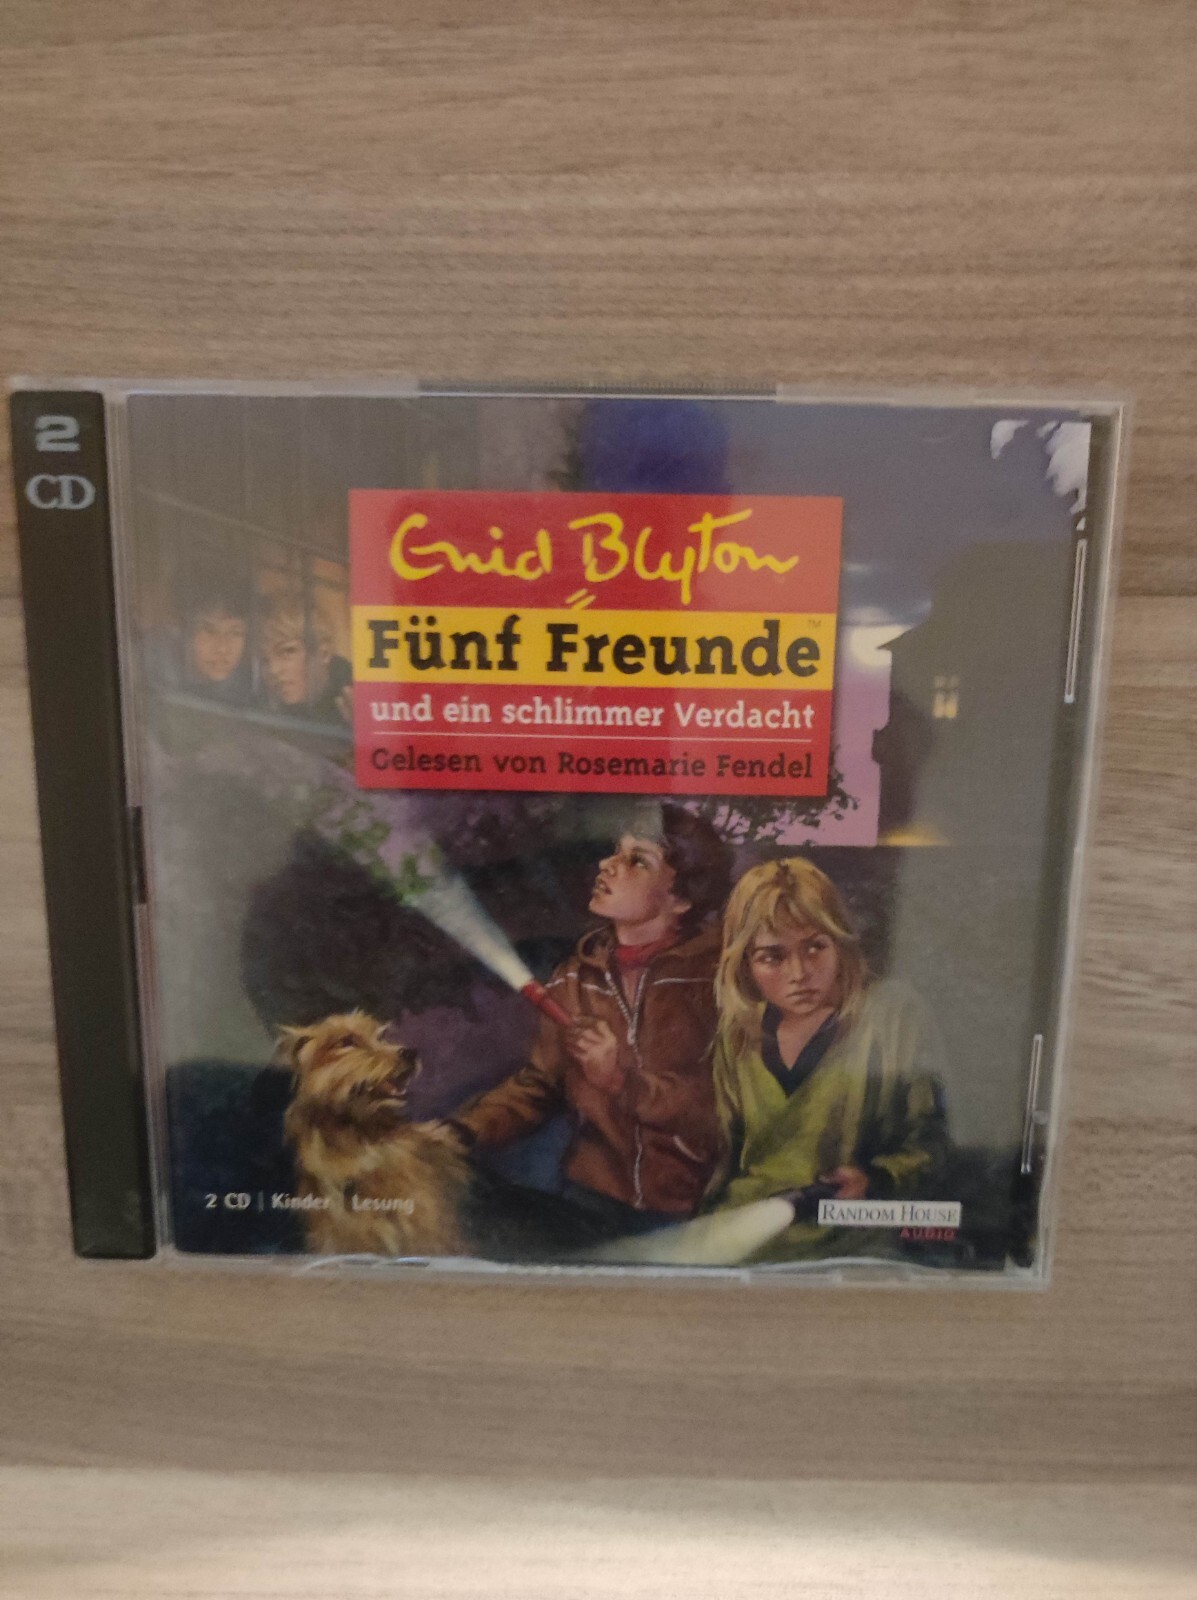 2
CD
Enid Blyton
Fünf Freunde™
und ein schlimmer Verdacht
Gelesen von Rosemarie Fendel
2 CD | Kinder | Lesung
RANDOM HOUSE
AUDIO